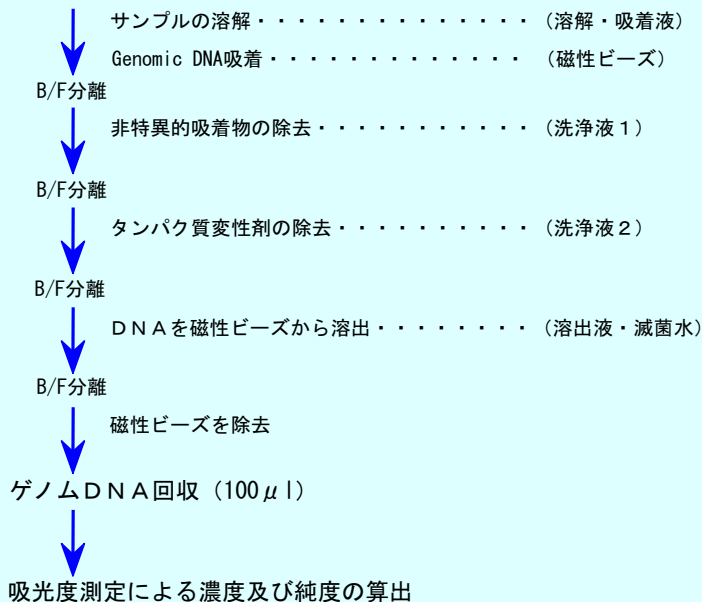 サンプルの溶解・・・・・・・・・・・・・・（溶解・吸着液）
Genomic DNA吸着・・・・・・・・・・・・・（磁性ビーズ）
B/F分離
非特異的吸着物の除去・・・・・・・・・・・（洗浄液１）
B/F分離
タンパク質変性剤の除去・・・・・・・・・・（洗浄液２）
B/F分離
ＤＮＡを磁性ビーズから溶出・・・・・・・・（溶出液・滅菌水）
B/F分離
磁性ビーズを除去
ゲノムＤＮＡ回収（100μl）
吸光度測定による濃度及び純度の算出